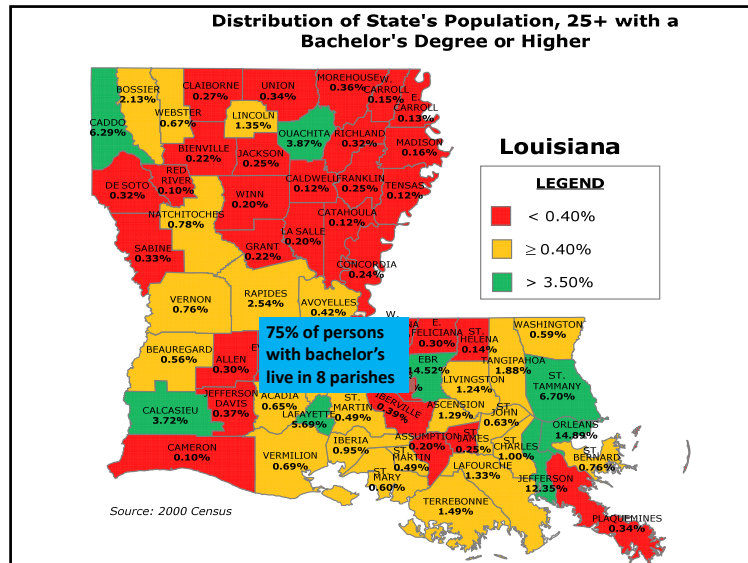 Distribution of State's Population, 25+ with a
Bachelor's Degree or Higher
Louisiana
LEGEND
< 0.40%
≥ 0.40%
> 3.50%
CADDO
6.29%
BOSSIER
2.13%
WEBSTER
0.67%
CLAIBORNE
0.27%
UNION
0.34%
MOREHOUSE
0.36%
W.
CARROLL
0.15%
E.
CARROLL
0.13%
LINCOLN
1.35%
OUACHITA
3.87%
RICHLAND
0.32%
MADISON
0.16%
BIENVILLE
0.22%
JACKSON
0.25%
DE SOTO
0.32%
RED
RIVER
0.10%
WINN
0.20%
CALDWELL
0.12%
FRANKLIN
0.25%
TENSAS
0.12%
NATCHITOCHES
0.78%
CATAHOULA
0.12%
SABINE
0.33%
GRANT
0.22%
LA SALLE
0.20%
CONCORDIA
0.24%
VERNON
0.76%
RAPIDES
2.54%
AVOYELLES
0.42%
W.
75% of persons
with bachelor's
live in 8 parishes
E.
FELICIANA
0.30%
ST.
HELENA
0.14%
WASHINGTON
0.59%
TANGIPAHOA
1.88%
BEAUREGARD
0.56%
ALLEN
0.30%
EBR
14.52%
%
LIVINGSTON
1.24%
ST.
TAMMANY
6.70%
CALCASIEU
3.72%
JEFFERSON
DAVIS
0.37%
ACADIA
0.65%
LAFAYETTE
5.69%
ST.
MARTIN
0.49%
IBERVILLE
0.39%
ASCENSION
1.29%
ST.
JOHN
0.63%
ORLEANS
14.89%
CAMERON
0.10%
VERMILION
0.69%
IBERIA
0.95%
ST.
MARTIN
0.49%
ASSUMPTION
0.20%
ST.
JAMES
0.25%
ST.
CHARLES
1.00%
ST.
BERNARD
0.76%
ST.
MARY
0.60%
LAFOURCHE
1.33%
JEFFERSON
12.35%
TERREBONNE
1.49%
PLAQUEMINES
0.34%
Source: 2000 Census